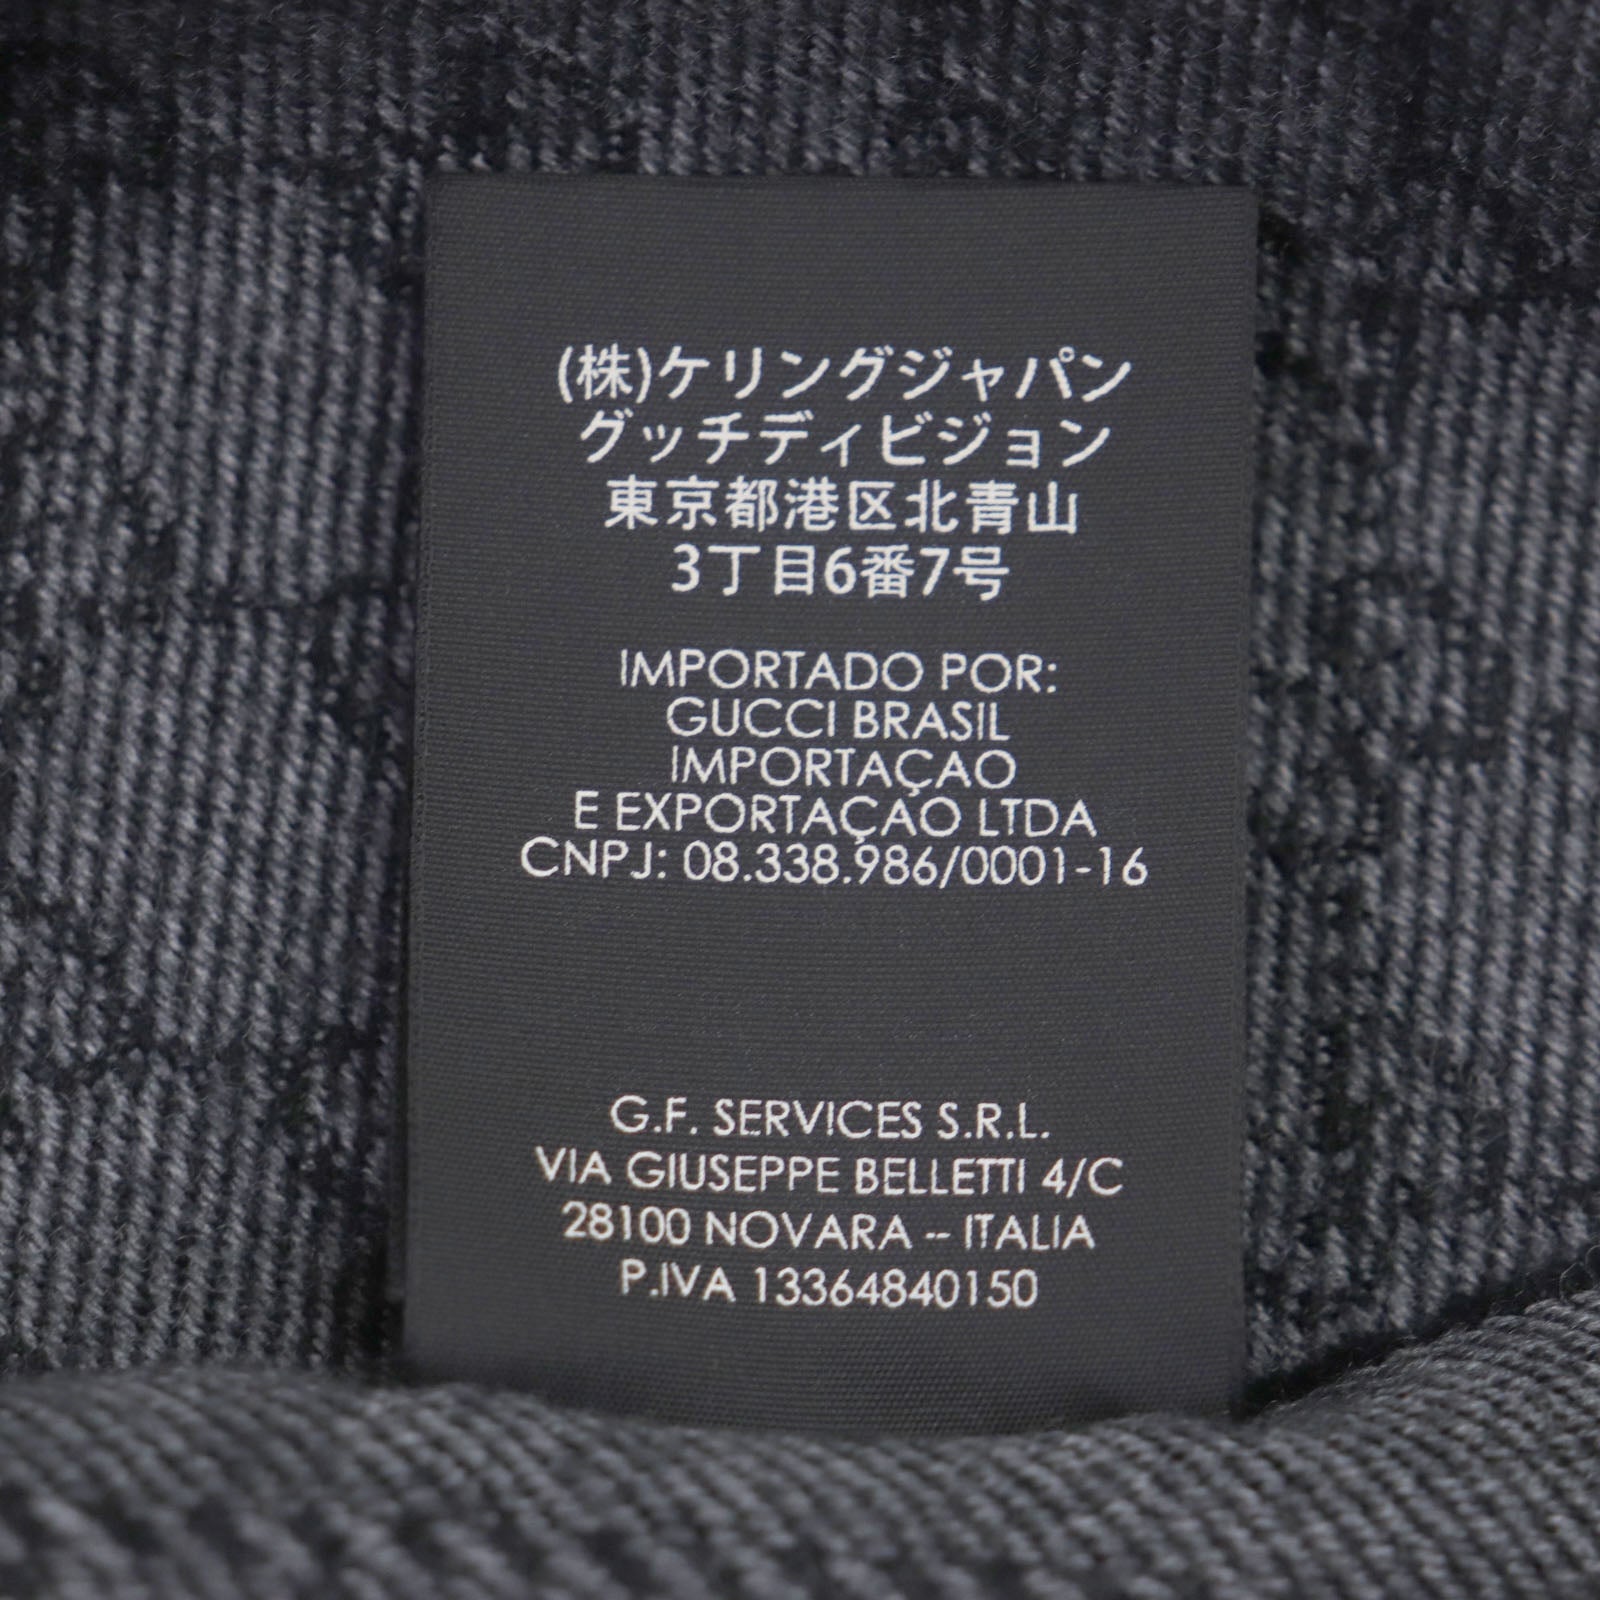 (株)ケリングジャパン
グッチディビジョン
東京都港区北青山
3丁目6番7号
IMPORTADO POR:
GUCCI BRASIL
IMPORTAÇAO
E EXPORTAÇAO LTDA
CNPJ: 08.338.986/0001-16
G.F. SERVICES S.R.L.
VIA GIUSEPPE BELLETTI 4/C
28100 NOVARA -- ITALIA
P.IVA 13364840150